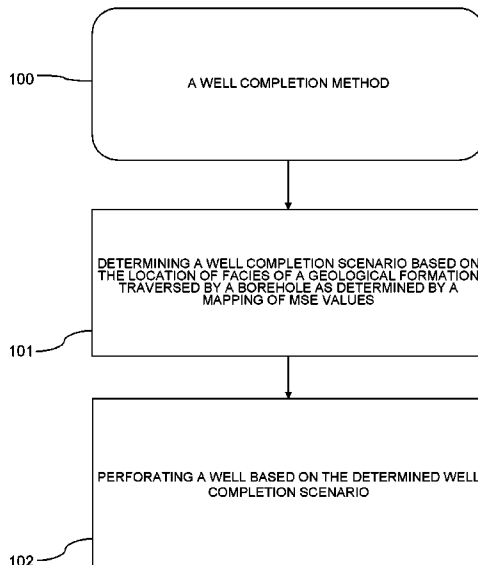 100
A WELL COMPLETION METHOD
DETERMINING A WELL COMPLETION SCENARIO BASED ON
THE LOCATION OF FACIES OF A GEOLOGICAL FORMATION
TRAVERSED BY A BOREHOLE AS DETERMINED BY A
MAPPING OF MSE VALUES
101
PERFORATING A WELL BASED ON THE DETERMINED WELL
COMPLETION SCENARIO
102